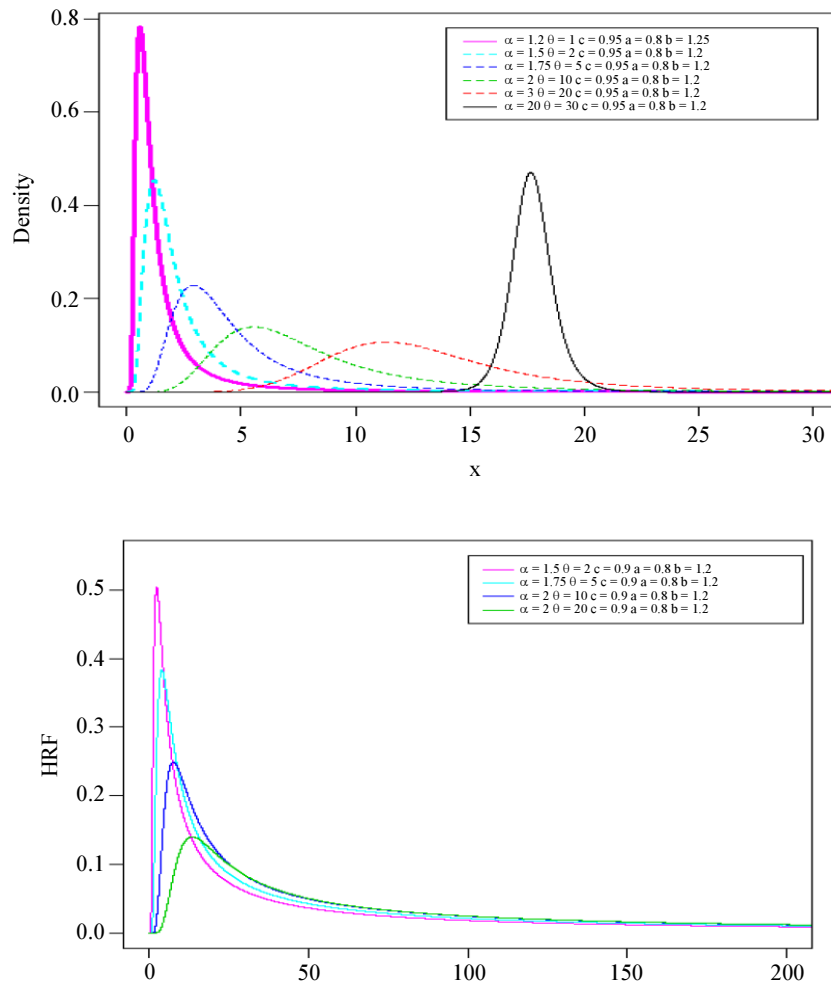 0.8
0.6
0.4
0.2
0.0
Density
α = 1.2 θ = 1 c = 0.95 a = 0.8 b = 1.25
α = 1.5 θ = 2 c = 0.95 a = 0.8 b = 1.2
α = 1.75 θ = 5 c = 0.95 a = 0.8 b = 1.2
α = 2 θ = 10 c = 0.95 a = 0.8 b = 1.2
α = 3 θ = 20 c = 0.95 a = 0.8 b = 1.2
α = 20 θ = 30 c = 0.95 a = 0.8 b = 1.2
0 5 10 15 20 25 30
x
0.5
0.4
0.3
0.2
0.1
0.0
HRF
α = 1.5 θ = 2 c = 0.9 a = 0.8 b = 1.2
α = 1.75 θ = 5 c = 0.9 a = 0.8 b = 1.2
α = 2 θ = 10 c = 0.9 a = 0.8 b = 1.2
α = 2 θ = 20 c = 0.9 a = 0.8 b = 1.2
0 50 100 150 200